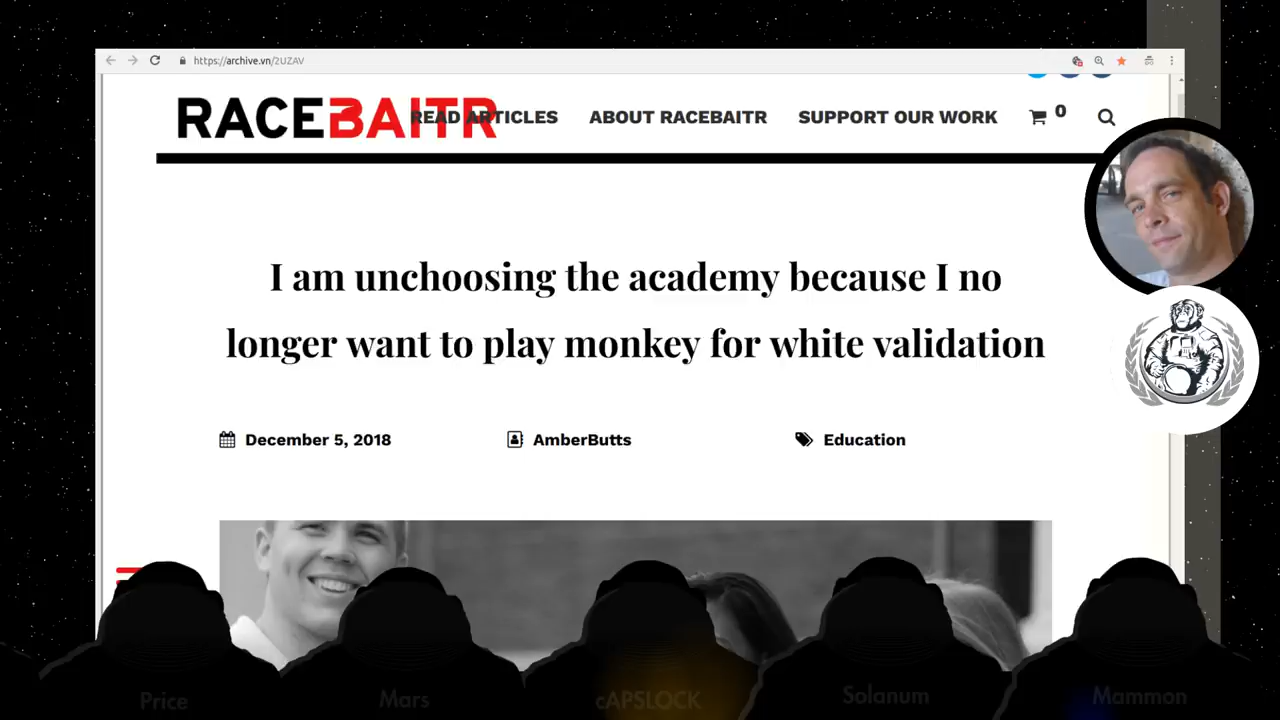 https://archive.vn/2UZAV
RACEBAITR
READ ARTICLES
ABOUT RACEBAITR
SUPPORT OUR WORK
0
I am unchoosing the academy because I no
longer want to play monkey for white validation
December 5, 2018
AmberButts
Education
Price
Mars
cAPSLOCK
Solanum
Mammon